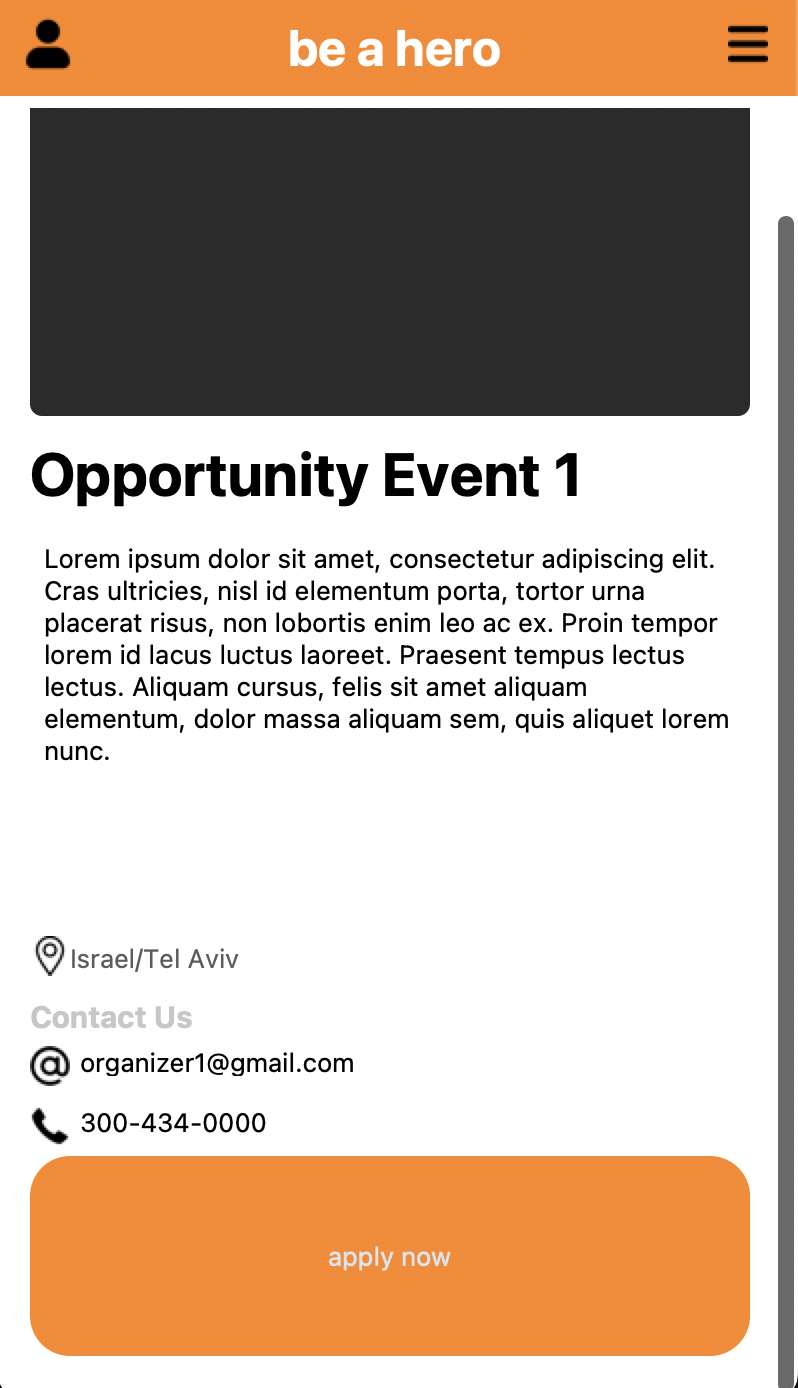 be a hero
Opportunity Event 1
Lorem ipsum dolor sit amet, consectetur adipiscing elit.
Cras ultricies, nisl id elementum porta, tortor urna
placerat risus, non lobortis enim leo ac ex. Proin tempor
lorem id lacus luctus laoreet. Praesent tempus lectus
lectus. Aliquam cursus, felis sit amet aliquam
elementum, dolor massa aliquam sem, quis aliquet lorem
nunc.
Israel/Tel Aviv
Contact Us
organizer1@gmail.com
300-434-0000
apply now